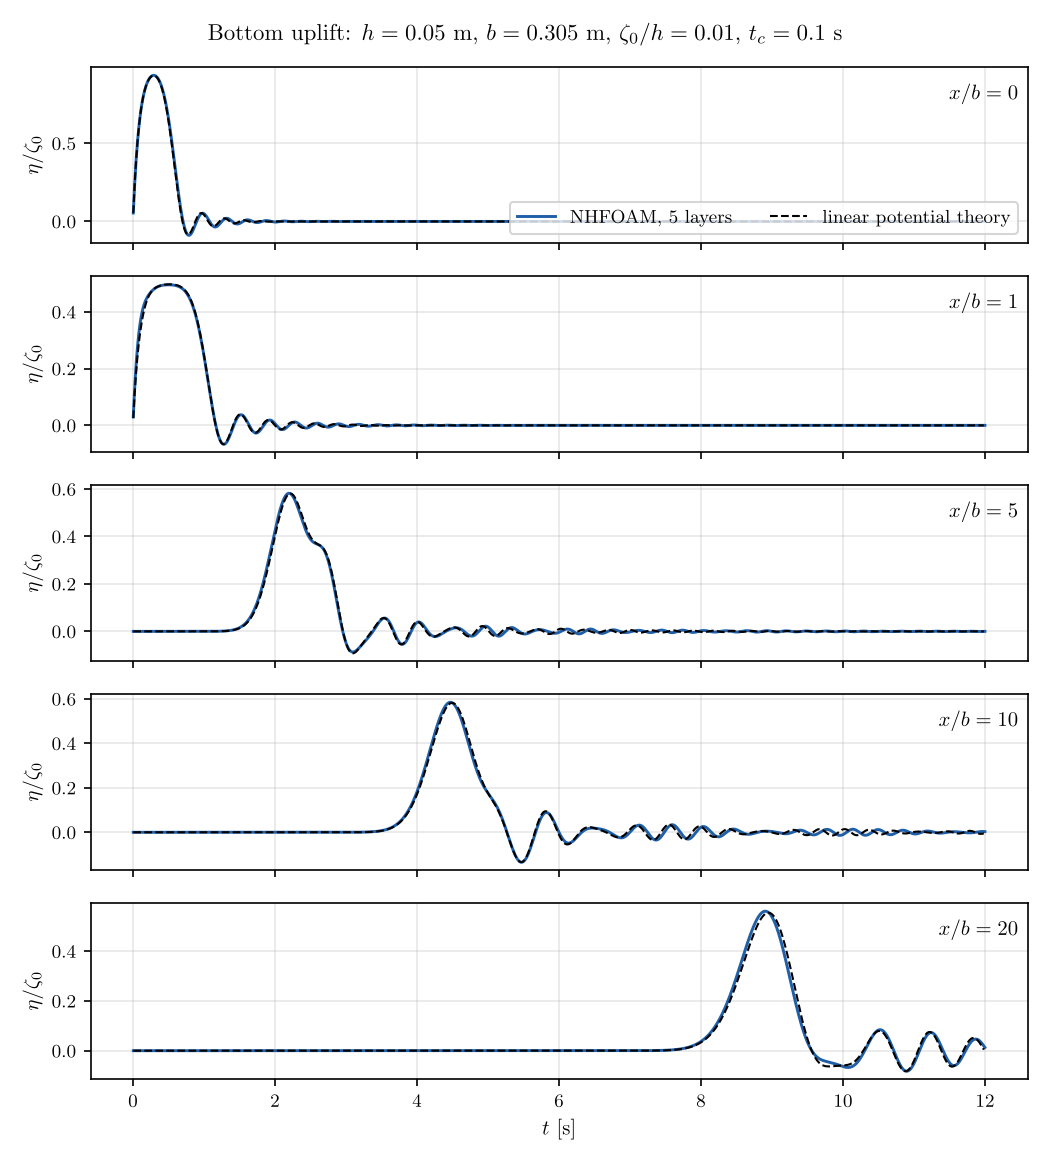 Bottom uplift: h = 0.05 m, b = 0.305 m, ζ₀/h = 0.01, t_c = 0.1 s
x/b = 0
0.5
0.0
η/ζ₀
NHFOAM, 5 layers
linear potential theory
x/b = 1
0.4
0.2
0.0
η/ζ₀
x/b = 5
0.6
0.4
0.2
0.0
η/ζ₀
x/b = 10
0.6
0.4
0.2
0.0
η/ζ₀
x/b = 20
0.4
0.2
0.0
η/ζ₀
0 2 4 6 8 10 12
t [s]